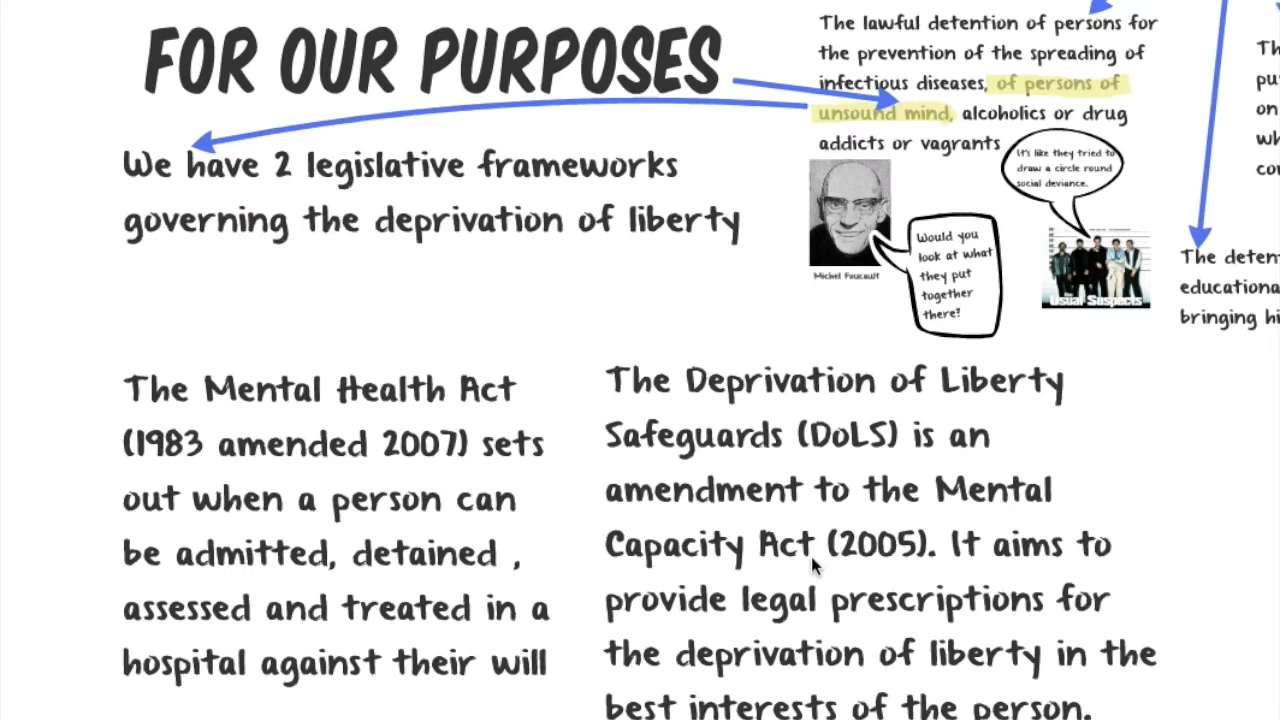 FOR OUR PURPOSES
We have 2 legislative frameworks
governing the deprivation of liberty
The Mental Health Act
(1983 amended 2007) sets
out when a person can
be admitted, detained ,
assessed and treated in a
hospital against their will
The Deprivation of Liberty
Safeguards (DoLS) is an
amendment to the Mental
Capacity Act (2005). It aims to
provide legal prescriptions for
the deprivation of liberty in the
best interests of the person.
The lawful detention of persons for
the prevention of the spreading of
infectious diseases, of persons of
unsound mind, alcoholics or drug
addicts or vagrants
It's like they tried to
draw a circle round
social deviance.
Michel Foucault
Would you
look at what
they put
together
there?
Usual Suspects
The
educationa
bringing hi
on